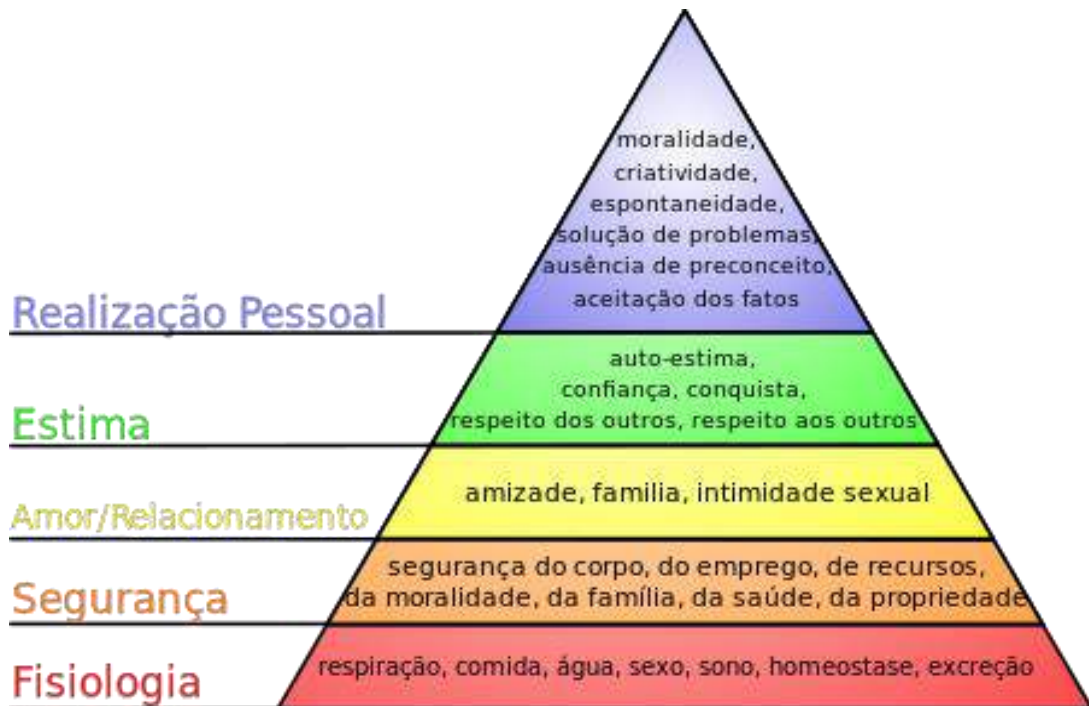 moralidade,
criatividade,
espontaneidade,
solução de problemas,
ausência de preconceito,
aceitação dos fatos
Realização Pessoal
auto-estima,
confiança, conquista,
respeito dos outros, respeito aos outros
Estima
amizade, familia, intimidade sexual
Amor/Relacionamento
segurança do corpo, do emprego, de recursos,
da moralidade, da família, da saúde, da propriedade
Segurança
respiração, comida, água, sexo, sono, homeostase, excreção
Fisiologia